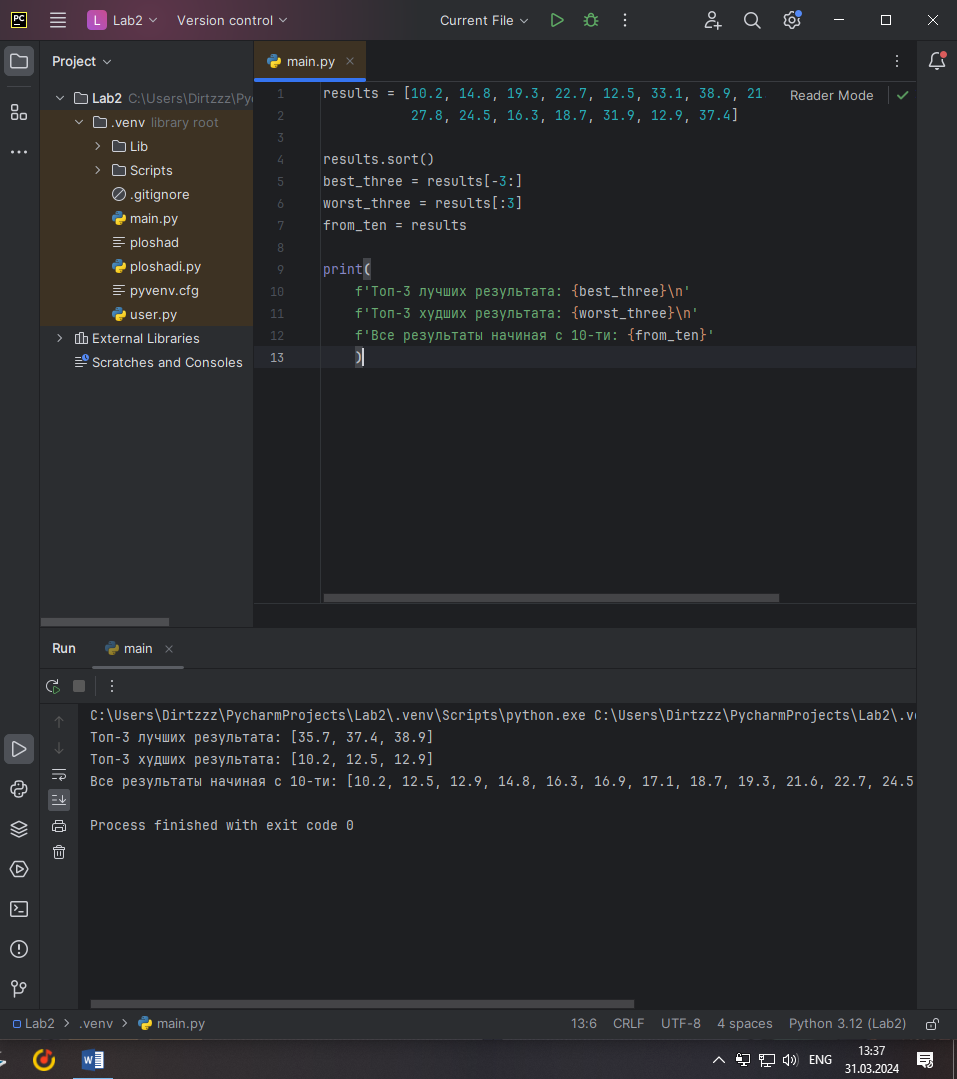 PC
L Lab2 Version control Current File
Project
main.py
Lab2 C:\Users\Dirtzzz\Pyc
.venv library root
Lib
Scripts
.gitignore
main.py
ploshad
ploshadi.py
pyvenv.cfg
user.py
External Libraries
Scratches and Consoles
Reader Mode
1 results = [10.2, 14.8, 19.3, 22.7, 12.5, 33.1, 38.9, 21
2 27.8, 24.5, 16.3, 18.7, 31.9, 12.9, 37.4]
3
4 results.sort()
5 best_three = results[-3:]
6 worst_three = results[:3]
7 from_ten = results
8
9 print(
10 f'Топ-3 лучших результата: {best_three}\n'
11 f'Топ-3 худших результата: {worst_three}\n'
12 f'Все результаты начиная с 10-ти: {from_ten}'
13 )
Run main
C:\Users\Dirtzzz\PycharmProjects\Lab2\.venv\Scripts\python.exe C:\Users\Dirtzzz\PycharmProjects\Lab2\.ve
Топ-3 лучших результата: [35.7, 37.4, 38.9]
Топ-3 худших результата: [10.2, 12.5, 12.9]
Все результаты начиная с 10-ти: [10.2, 12.5, 12.9, 14.8, 16.3, 16.9, 17.1, 18.7, 19.3, 21.6, 22.7, 24.5
Process finished with exit code 0
Lab2 > .venv > main.py 13:6 CRLF UTF-8 4 spaces Python 3.12 (Lab2)
W ENG 13:37
31.03.2024